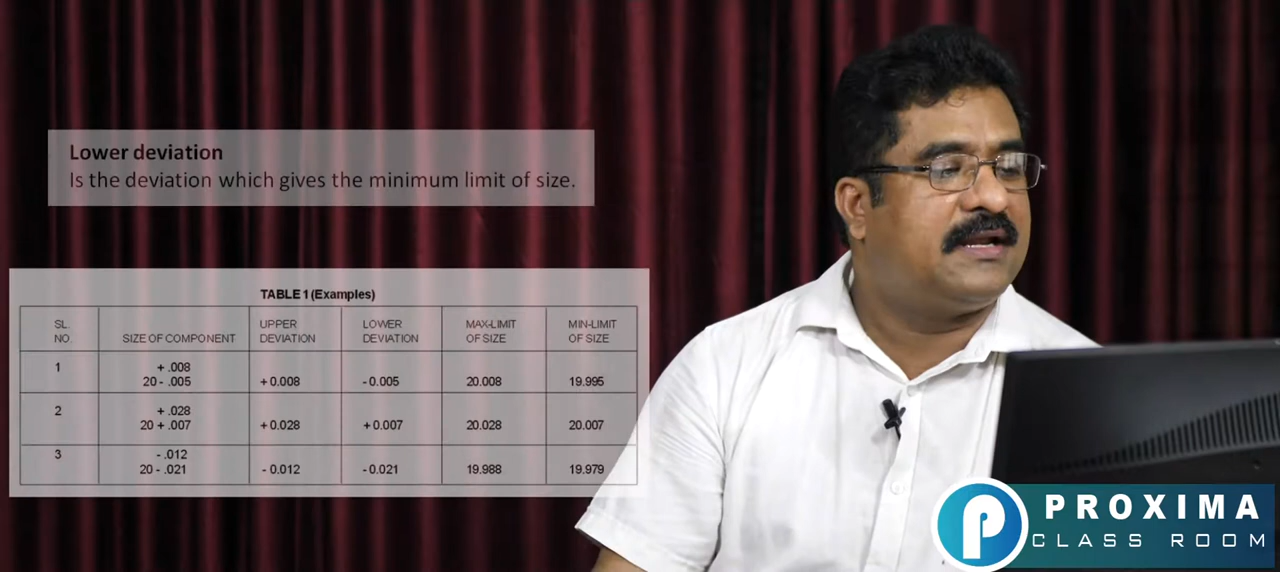 Lower deviation
Is the deviation which gives the minimum limit of size.
TABLE 1 (Examples)
SL. NO. SIZE OF COMPONENT UPPER DEVIATION LOWER DEVIATION MAX-LIMIT OF SIZE MIN-LIMIT OF SIZE
1 + .008
20 - .005 + 0.008 - 0.005 20.008 19.995
2 + .028
20 + .007 + 0.028 + 0.007 20.028 20.007
3 - .012
20 - .021 - 0.012 - 0.021 19.988 19.979
P PROXIMA
CLASS ROOM